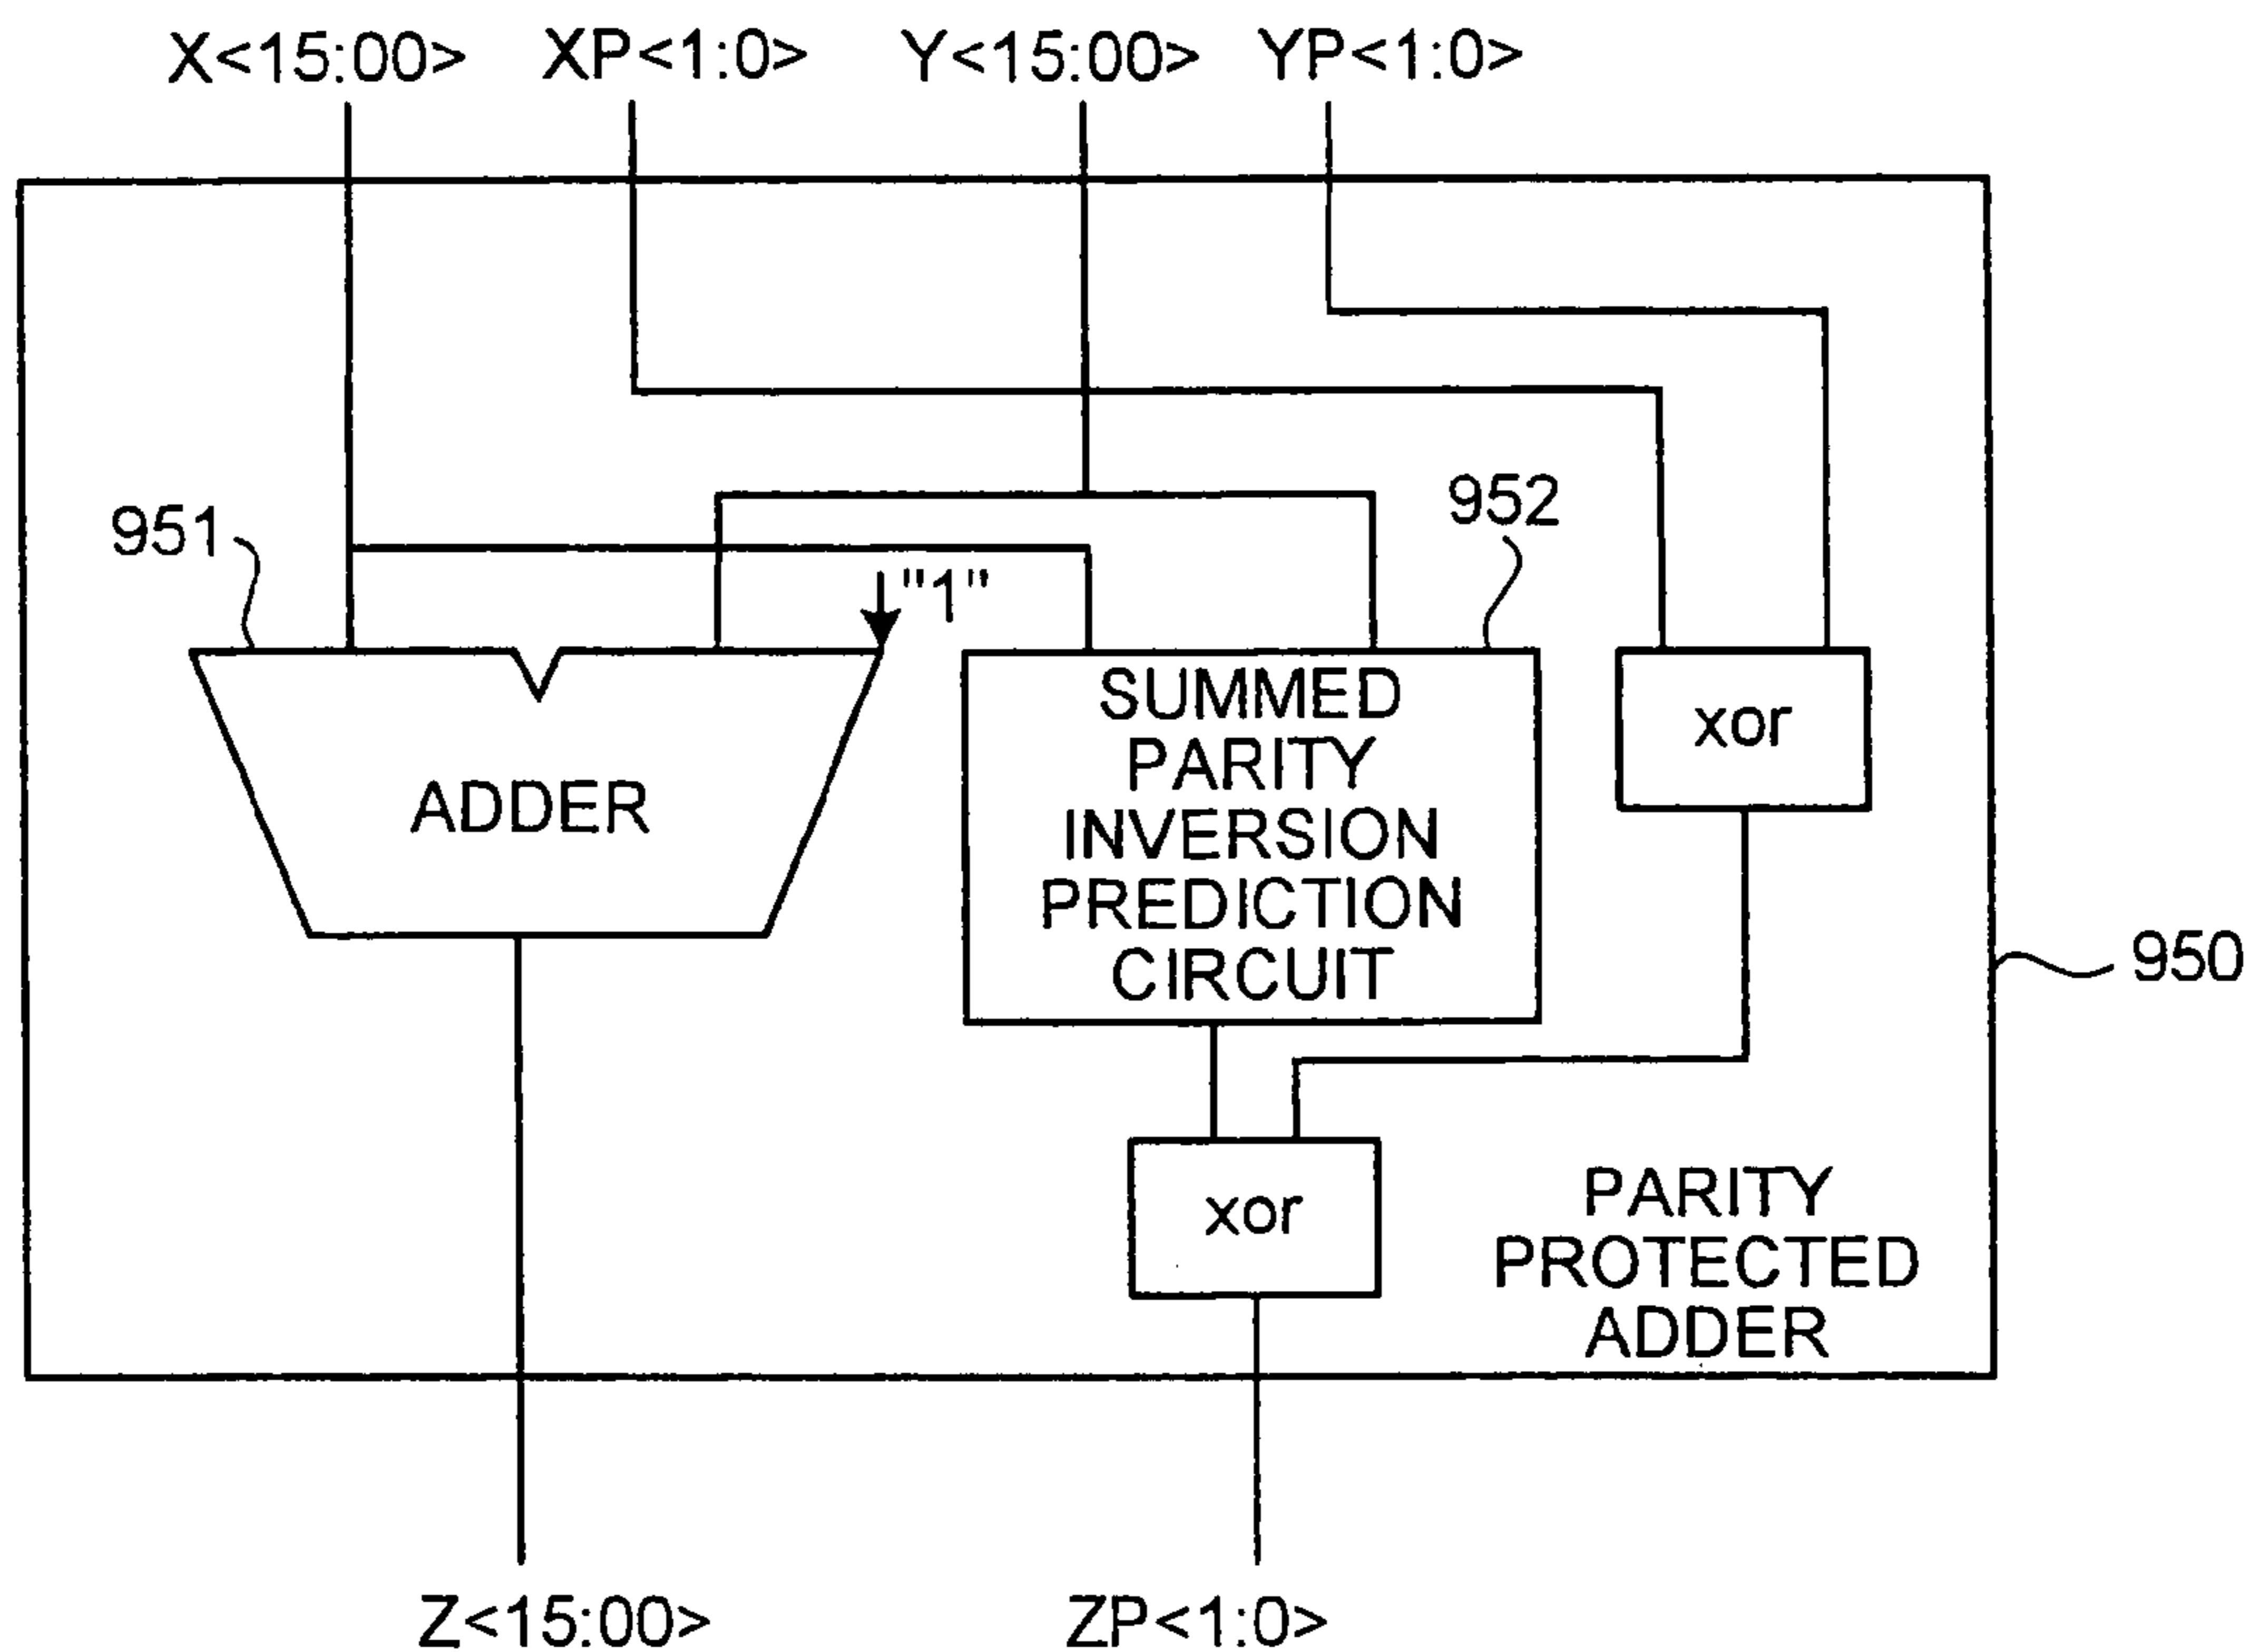 X<15:00> XP<1:0> Y<15:00> YP<1:0>
951
952
"1"
ADDER
SUMMED
PARITY
INVERSION
PREDICTION
CIRCUIT
xor
950
xor
PARITY
PROTECTED
ADDER
Z<15:00> ZP<1:0>